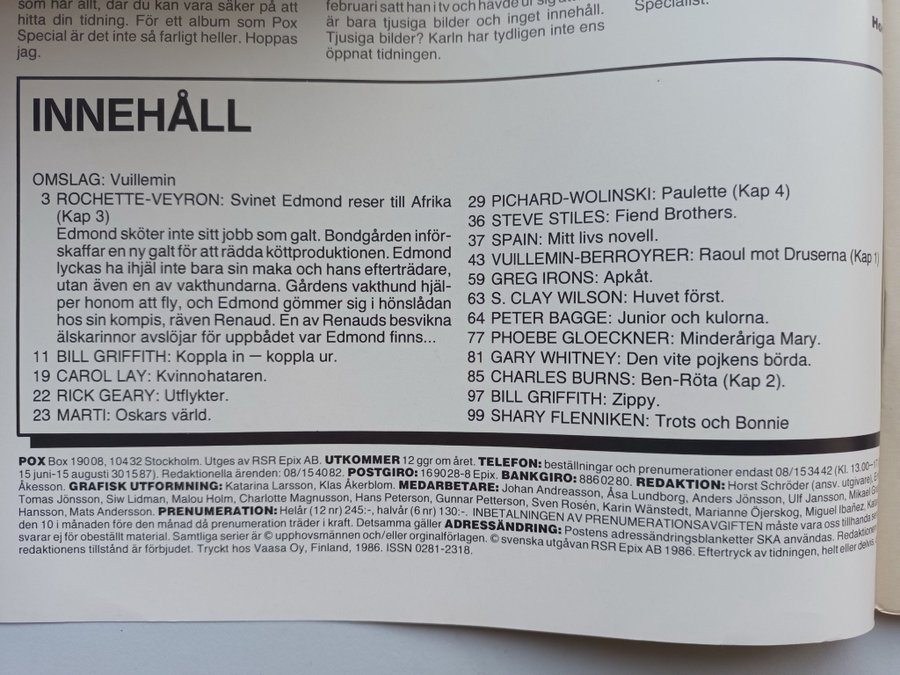 som har allt, där du kan vara säker på att
hitta din tidning. För ett album som Pox
Special är det inte så farligt heller. Hoppas
jag.
februari satt han i tv och hävde ur sig att
är bara tjusiga bilder och inget innehåll.
Tjusiga bilder? Karln har tydligen inte ens
öppnat tidningen.
Specialist.
INNEHÅLL
OMSLAG: Vuillemin
3 ROCHETTE-VEYRON: Svinet Edmond reser till Afrika
(Kap 3)
Edmond sköter inte sitt jobb som galt. Bondgården inför-
skaffar en ny galt för att rädda köttproduktionen. Edmond
lyckas ha ihjäl inte bara sin maka och hans efterträdare,
utan även en av vakthundarna. Gårdens vakthund hjäl-
per honom att fly, och Edmond gömmer sig i hönslådan
hos sin kompis, räven Renaud. En av Renauds besvikna
älskarinnor avslöjar för uppbådet var Edmond finns...
11 BILL GRIFFITH: Koppla in — koppla ur.
19 CAROL LAY: Kvinnohataren.
22 RICK GEARY: Utflykter.
23 MARTI: Oskars värld.
29 PICHARD-WOLINSKI: Paulette (Kap 4)
36 STEVE STILES: Fiend Brothers.
37 SPAIN: Mitt livs novell.
43 VUILLEMIN-BERROYRER: Raoul mot Druserna (Kap 1)
59 GREG IRONS: Apkåt.
63 S. CLAY WILSON: Huvet först.
64 PETER BAGGE: Junior och kulorna.
77 PHOEBE GLOECKNER: Minderåriga Mary.
81 GARY WHITNEY: Den vite pojkens börda.
85 CHARLES BURNS: Ben-Röta (Kap 2).
97 BILL GRIFFITH: Zippy.
99 SHARY FLENNIKEN: Trots och Bonnie
POX Box 19008, 10432 Stockholm. Utges av RSR Epix AB. UTKOMMER 12 ggr om året. TELEFON: beställningar och prenumerationer endast 08/153442 (Kl. 13.00–
15 juni-15 augusti 301587). Redaktionella ärenden: 08/154082. POSTGIRO: 169028-8 Epix. BANKGIRO: 8860280. REDAKTION: Horst Schröder (ansv. utgivare),
Åkesson. GRAFISK UTFORMNING: Katarina Larsson, Klas Åkerblom. MEDARBETARE: Johan Andreasson, Åsa Lundborg, Anders Jönsson, Ulf Jansson, Mikael
Tomas Jönsson, Siw Lidman, Malou Holm, Charlotte Magnusson, Hans Peterson, Gunnar Petterson, Sven Rosén, Karin Wänstedt, Marianne Öjerskog, Miguel Ibañez,
Hansson, Mats Andersson. PRENUMERATION: Helår (12 nr) 245:-, halvår (6 nr) 130:-. INBETALNINGEN AV PRENUMERATIONSAVGIFTEN måste vara oss tillhanda
den 10 i månaden före den månad då prenumeration träder i kraft. Detsamma gäller ADRESSÄNDRING: Postens adressändringsblanketter SKA användas.
svarar ej för obeställt material. Samtliga serier är © upphovsmännen och/eller orginalförlagen. © svenska utgåvan RSR Epix AB 1986. Eftertryck av tidningen, helt eller delvis
redaktionens tillstånd är förbjudet. Tryckt hos Vaasa Oy, Finland, 1986. ISSN 0281-2318.